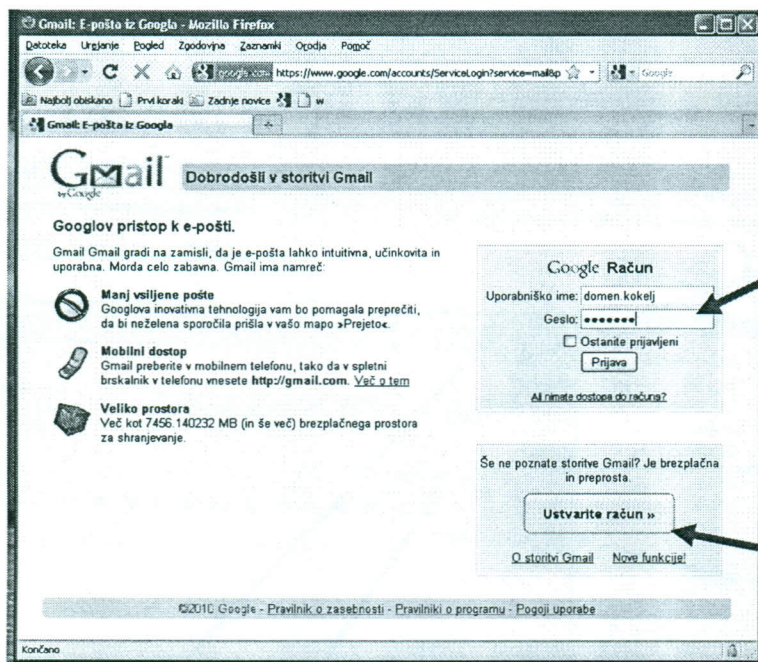 Gmail: E-pošta iz Googla - Mozilla Firefox
Datoteka Urejanje Pogled Zgodovina Zaznamki Orodja Pomoč
google.com https://www.google.com/accounts/ServiceLogin?service=mail&p Google
Najbolj obiskano Prvi koraki Zadnje novice w
Gmail: E-pošta iz Googla
Gmail
by Google
Dobrodošli v storitvi Gmail
Googlov pristop k e-pošti.
Gmail Gmail gradi na zamisli, da je e-pošta lahko intuitivna, učinkovita in
uporabna. Morda celo zabavna. Gmail ima namreč:
Manj vsiljene pošte
Googlova inovativna tehnologija vam bo pomagala preprečiti,
da bi neželena sporočila prišla v vašo mapo »Prejeto«.
Mobilni dostop
Gmail preberite v mobilnem telefonu, tako da v spletni
brskalnik v telefonu vnesete http://gmail.com. Več o tem
Veliko prostora
Več kot 7456.140232 MB (in še več) brezplačnega prostora
za shranjevanje.
Google Račun
Uporabniško ime: domen.kokelj
Geslo: •••••••
Ostanite prijavljeni
Prijava
Ali nimate dostopa do računa?
Še ne poznate storitve Gmail? Je brezplačna
in preprosta.
Ustvarite račun »
O storitvi Gmail Nove funkcije!
©2010 Google - Pravilnik o zasebnosti - Pravilniki o programu - Pogoji uporabe
Končano